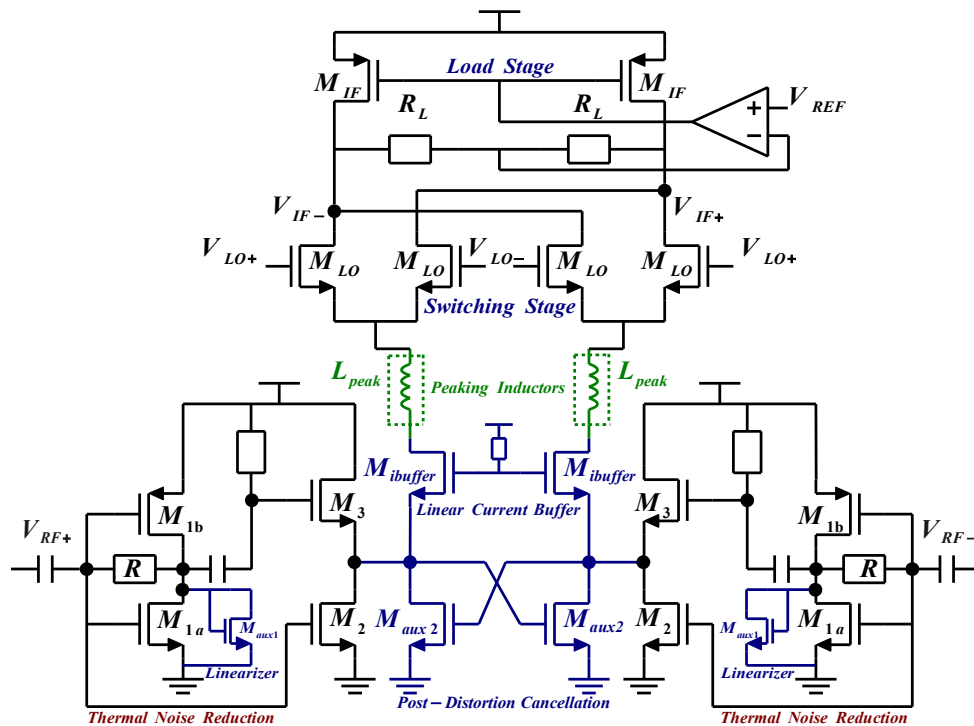 Load Stage
M IF
M IF
R L
R L
+
V REF
−
V IF−
V IF+
V LO+
M LO
M LO
V LO−
M LO
M LO
V LO+
Switching Stage
L peak
Peaking Inductors
L peak
M ibuffer
M ibuffer
Linear Current Buffer
V RF+
M 1b
M 3
M 3
M 1b
V RF−
R
R
M 1a
M aux1
M 2
M aux2
M aux2
M 2
M aux1
M 1a
Linearizer
Linearizer
Post−Distortion Cancellation
Thermal Noise Reduction
Thermal Noise Reduction